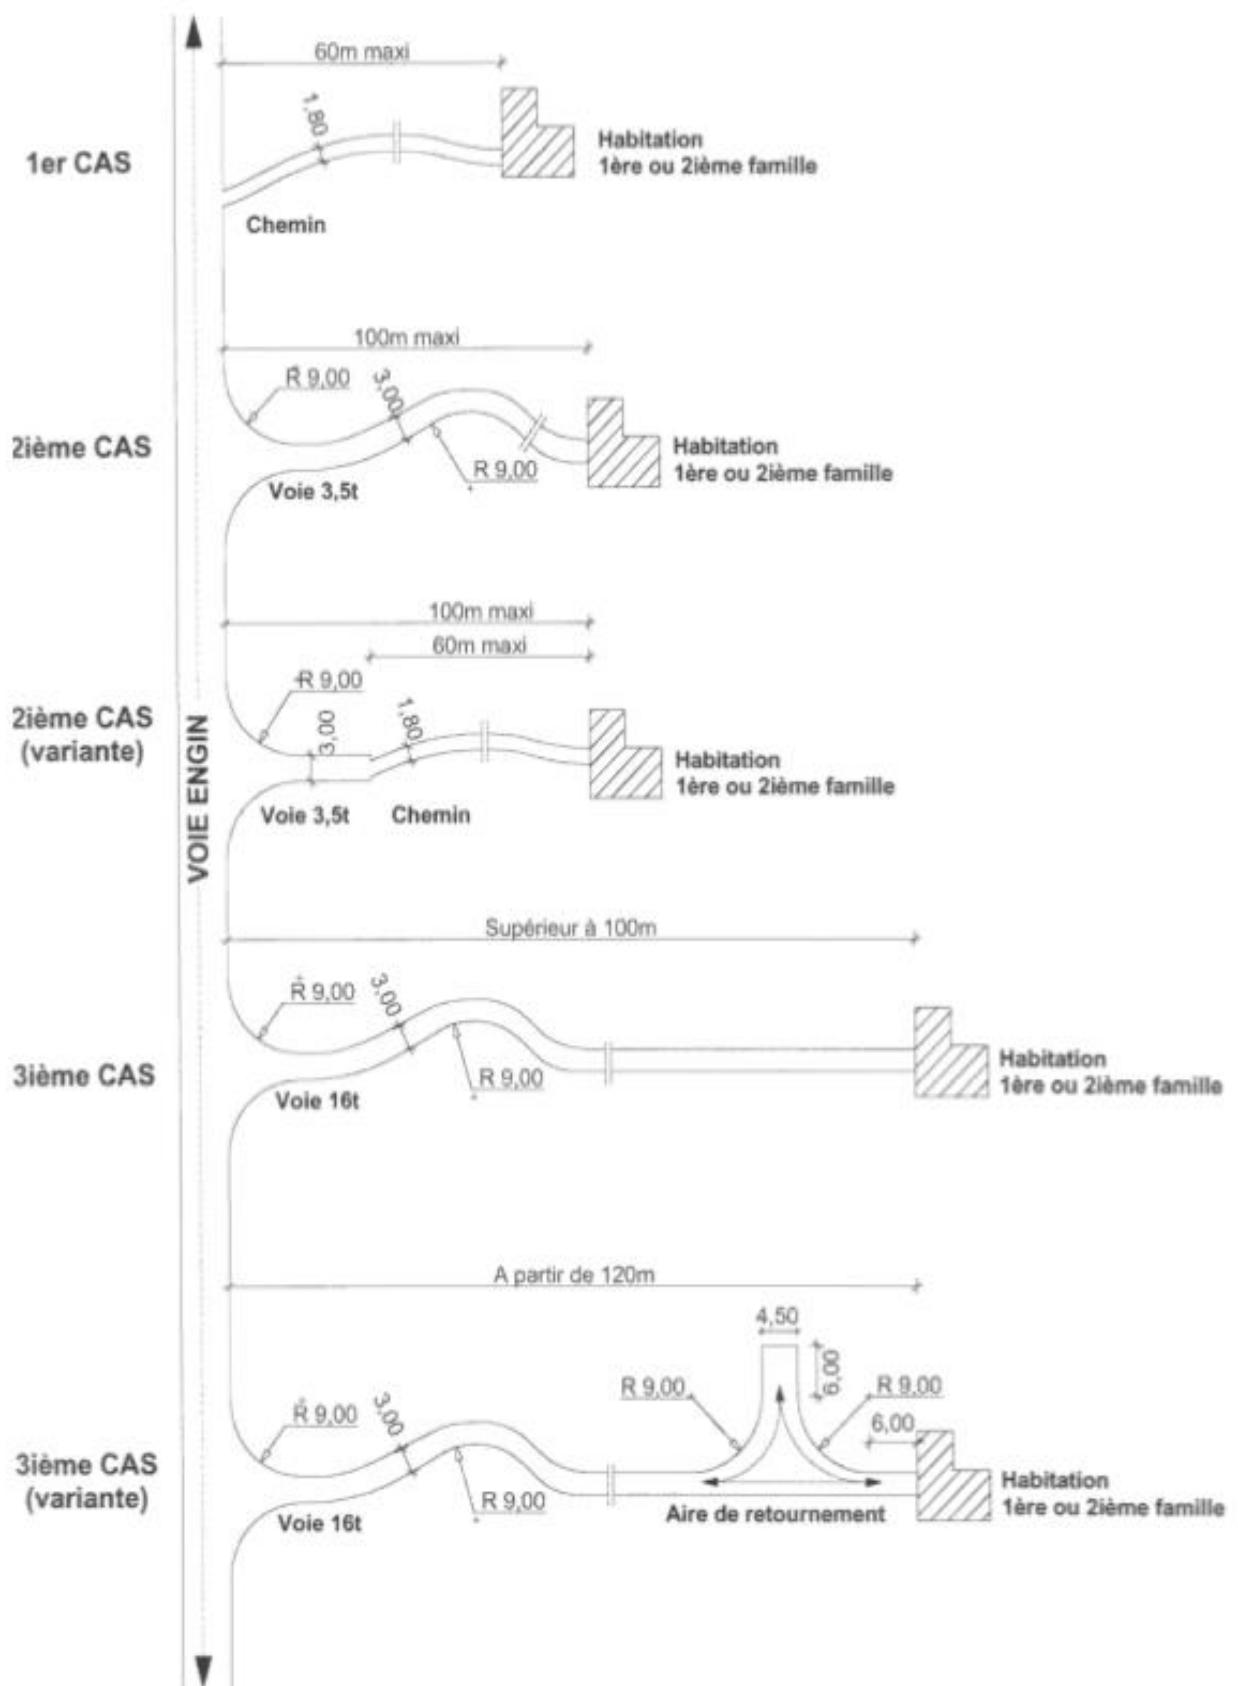 60m maxi
1,80
1er CAS
Habitation
1ère ou 2ième famille
Chemin
100m maxi
R 9,00
3,00
2ième CAS
Habitation
1ère ou 2ième famille
R 9,00
Voie 3,5t
100m maxi
60m maxi
R 9,00
2ième CAS
(variante)
3,00
1,80
Habitation
1ère ou 2ième famille
Voie 3,5t
Chemin
VOIE ENGIN
Supérieur à 100m
R 9,00
3,00
3ième CAS
R 9,00
Habitation
1ère ou 2ième famille
Voie 16t
A partir de 120m
4,50
6,00
R 9,00
R 9,00
R 9,00
3,00
6,00
3ième CAS
(variante)
R 9,00
Habitation
1ère ou 2ième famille
Voie 16t
Aire de retournement